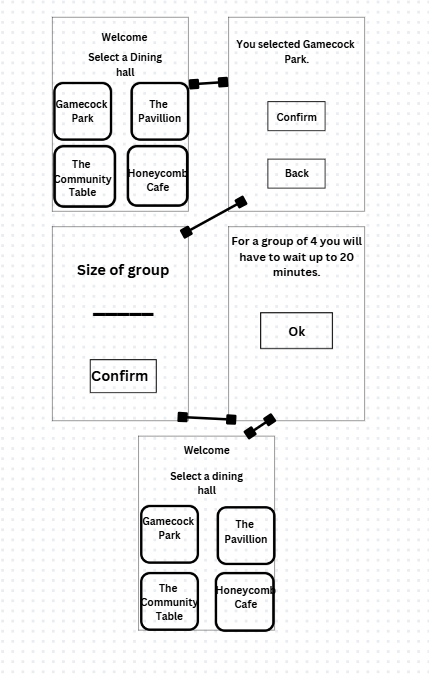 Welcome
Select a Dining
hall
Gamecock
Park
The
Pavillion
The
Community
Table
Honeycomb
Cafe
You selected Gamecock
Park.
Confirm
Back
Size of group
Confirm
For a group of 4 you will
have to wait up to 20
minutes.
Ok
Welcome
Select a dining
hall
Gamecock
Park
The
Pavillion
The
Community
Table
Honeycomb
Cafe